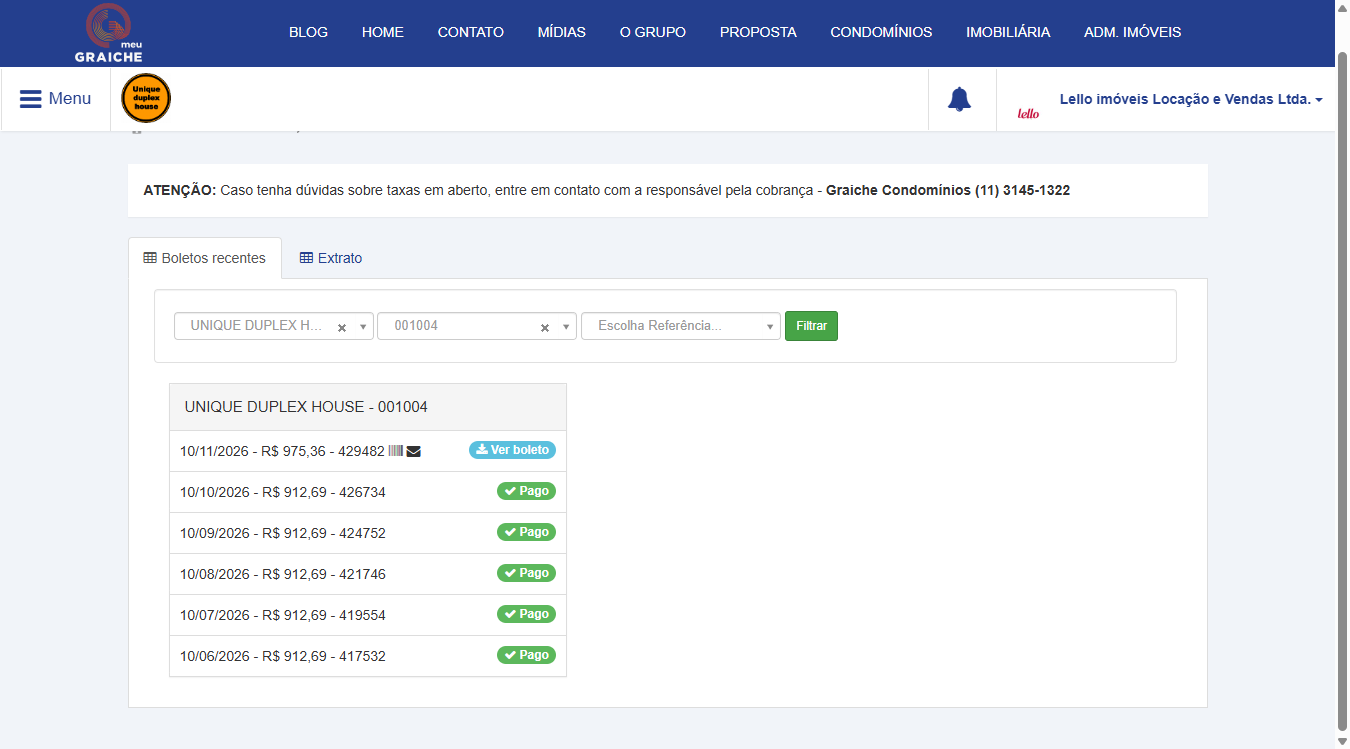 meu
GRAICHE
BLOG HOME CONTATO MÍDIAS O GRUPO PROPOSTA CONDOMÍNIOS IMOBILIÁRIA ADM. IMÓVEIS
Menu
Unique
duplex
house
lello
Lello imóveis Locação e Vendas Ltda.
ATENÇÃO: Caso tenha dúvidas sobre taxas em aberto, entre em contato com a responsável pela cobrança - Graiche Condomínios (11) 3145-1322
Boletos recentes Extrato
UNIQUE DUPLEX H... × 001004 × Escolha Referência... Filtrar
UNIQUE DUPLEX HOUSE - 001004
10/11/2026 - R$ 975,36 - 429482 Ver boleto
10/10/2026 - R$ 912,69 - 426734 Pago
10/09/2026 - R$ 912,69 - 424752 Pago
10/08/2026 - R$ 912,69 - 421746 Pago
10/07/2026 - R$ 912,69 - 419554 Pago
10/06/2026 - R$ 912,69 - 417532 Pago